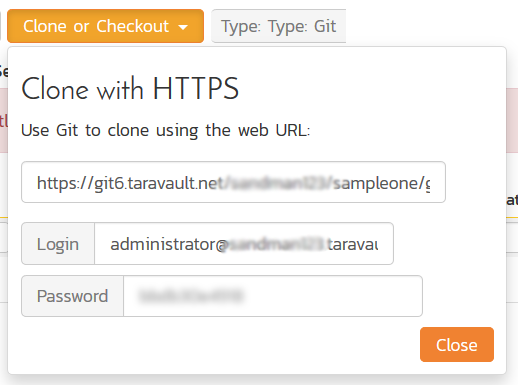 Clone or Checkout
Type: Type: Git
Clone with HTTPS
Use Git to clone using the web URL:
https://git6.taravault.net/sandman123/sampleone/g
Login
administrator@sandman123.taravau
Password
Close